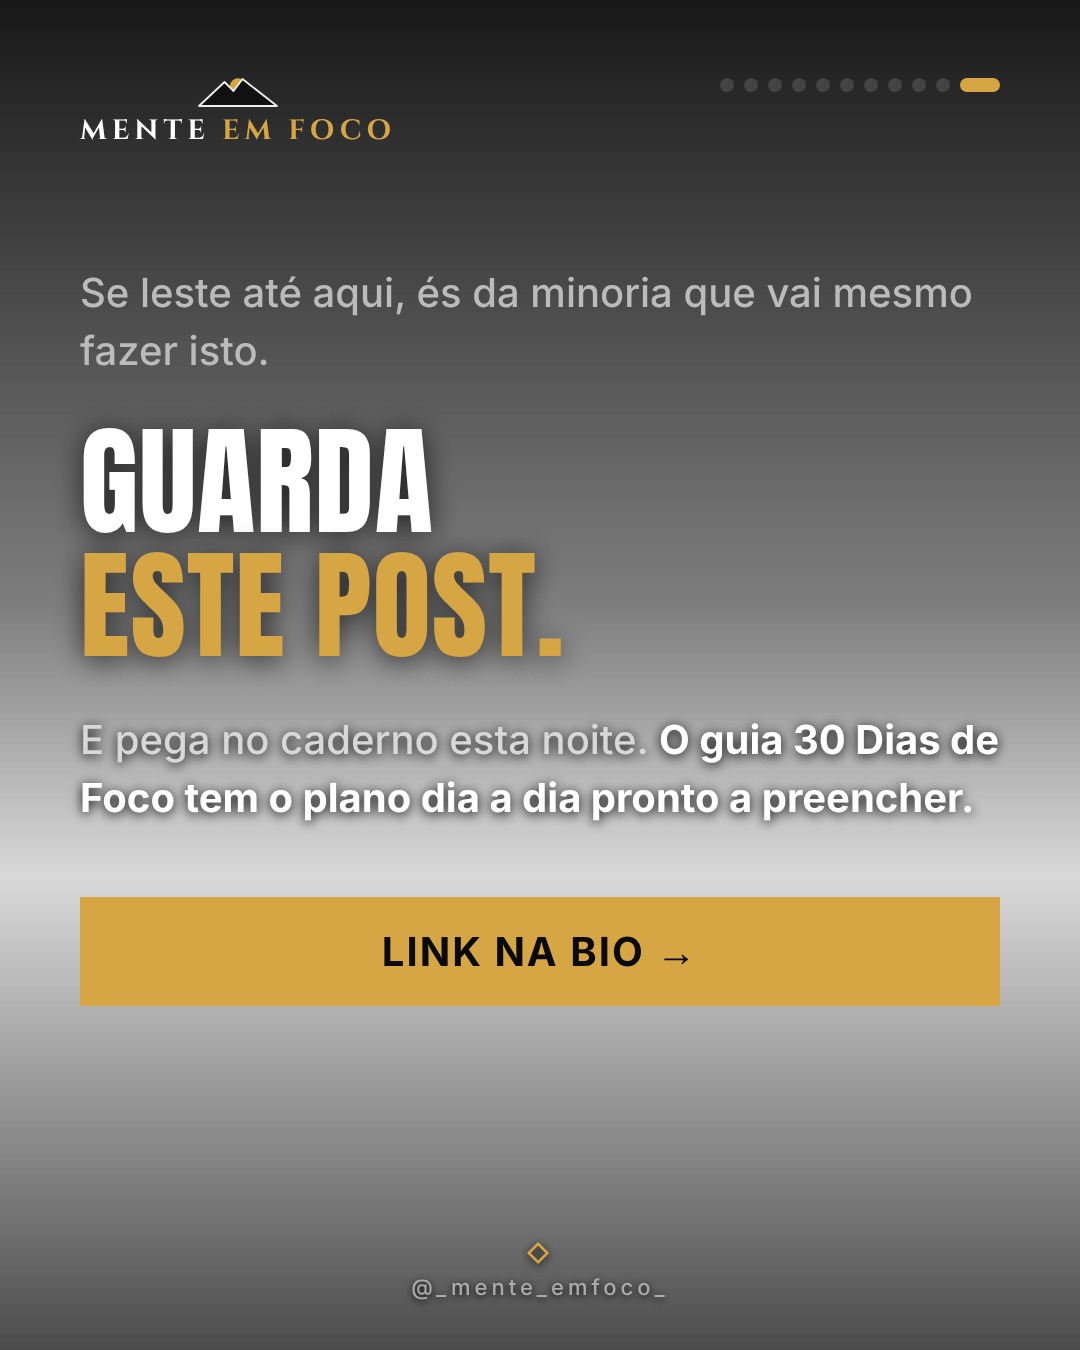 MENTE EM FOCO
Se leste até aqui, és da minoria que vai mesmo
fazer isto.
GUARDA
ESTE POST.
E pega no caderno esta noite. O guia 30 Dias de
Foco tem o plano dia a dia pronto a preencher.
LINK NA BIO →
@_mente_emfoco_